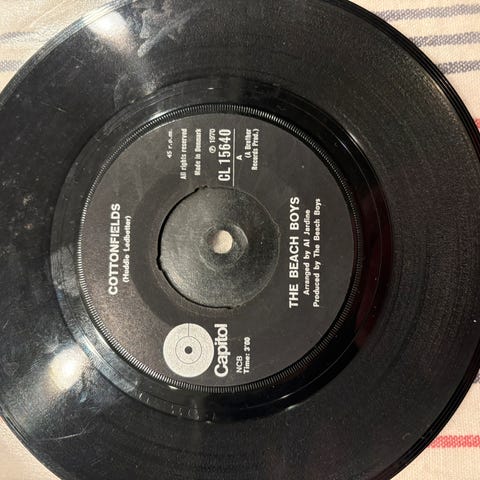 COTTONFIELDS
(Huddie Ledbetter)
45 r.p.m.
All rights reserved
Made in Denmark
℗ 1970
CL 15640
A
(A Brother
Records Prod.)
Capitol
NCB
Time: 3'00
THE BEACH BOYS
Arranged by Al Jardine
Produced by The Beach Boys